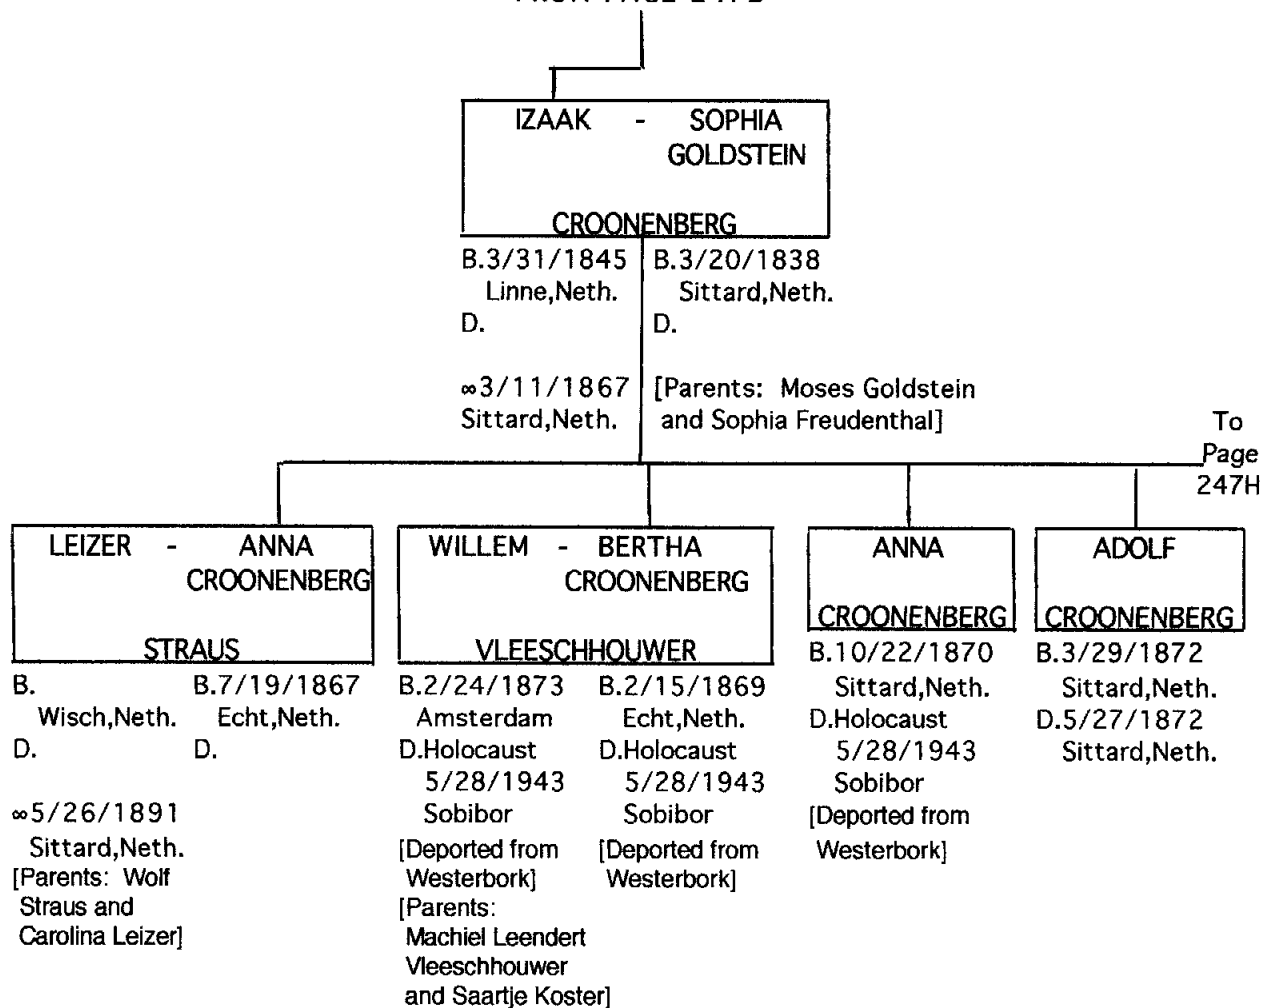 IZAAK - SOPHIA
GOLDSTEIN
CROONENBERG
B.3/31/1845
Linne,Neth.
D.
∞3/11/1867
Sittard,Neth.
B.3/20/1838
Sittard,Neth.
D.
[Parents: Moses Goldstein
and Sophia Freudenthal]
To
Page
247H
LEIZER - ANNA
CROONENBERG
STRAUS
B.
Wisch,Neth.
D.
∞5/26/1891
Sittard,Neth.
[Parents: Wolf
Straus and
Carolina Leizer]
B.7/19/1867
Echt,Neth.
D.
WILLEM - BERTHA
CROONENBERG
VLEESCHHOUWER
B.2/24/1873
Amsterdam
D.Holocaust
5/28/1943
Sobibor
[Deported from
Westerbork]
[Parents:
Machiel Leendert
Vleeschhouwer
and Saartje Koster]
B.2/15/1869
Echt,Neth.
D.Holocaust
5/28/1943
Sobibor
[Deported from
Westerbork]
ANNA
CROONENBERG
B.10/22/1870
Sittard,Neth.
D.Holocaust
5/28/1943
Sobibor
[Deported from
Westerbork]
ADOLF
CROONENBERG
B.3/29/1872
Sittard,Neth.
D.5/27/1872
Sittard,Neth.